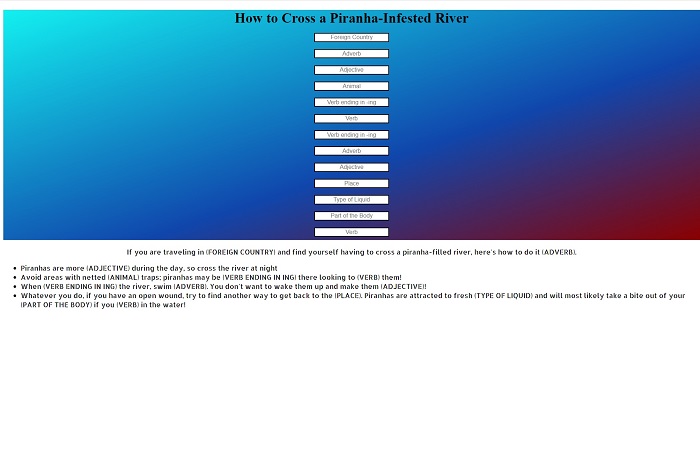 How to Cross a Piranha-Infested River
Foreign Country
Adverb
Adjective
Animal
Verb ending in -ing
Verb
Verb ending in -ing
Adverb
Adjective
Place
Type of Liquid
Part of the Body
Verb
If you are traveling in (FOREIGN COUNTRY) and find yourself having to cross a piranha-filled river, here's how to do it (ADVERB).
• Piranhas are more (ADJECTIVE) during the day, so cross the river at night
• Avoid areas with netted (ANIMAL) traps; piranhas may be (VERB ENDING IN ING) there looking to (VERB) them!
• When (VERB ENDING IN ING) the river, swim (ADVERB). You don't want to wake them up and make them (ADJECTIVE)!
• Whatever you do, if you have an open wound, try to find another way to get back to the (PLACE). Piranhas are attracted to fresh (TYPE OF LIQUID) and will most likely take a bite out of your
(PART OF THE BODY) if you (VERB) in the water!